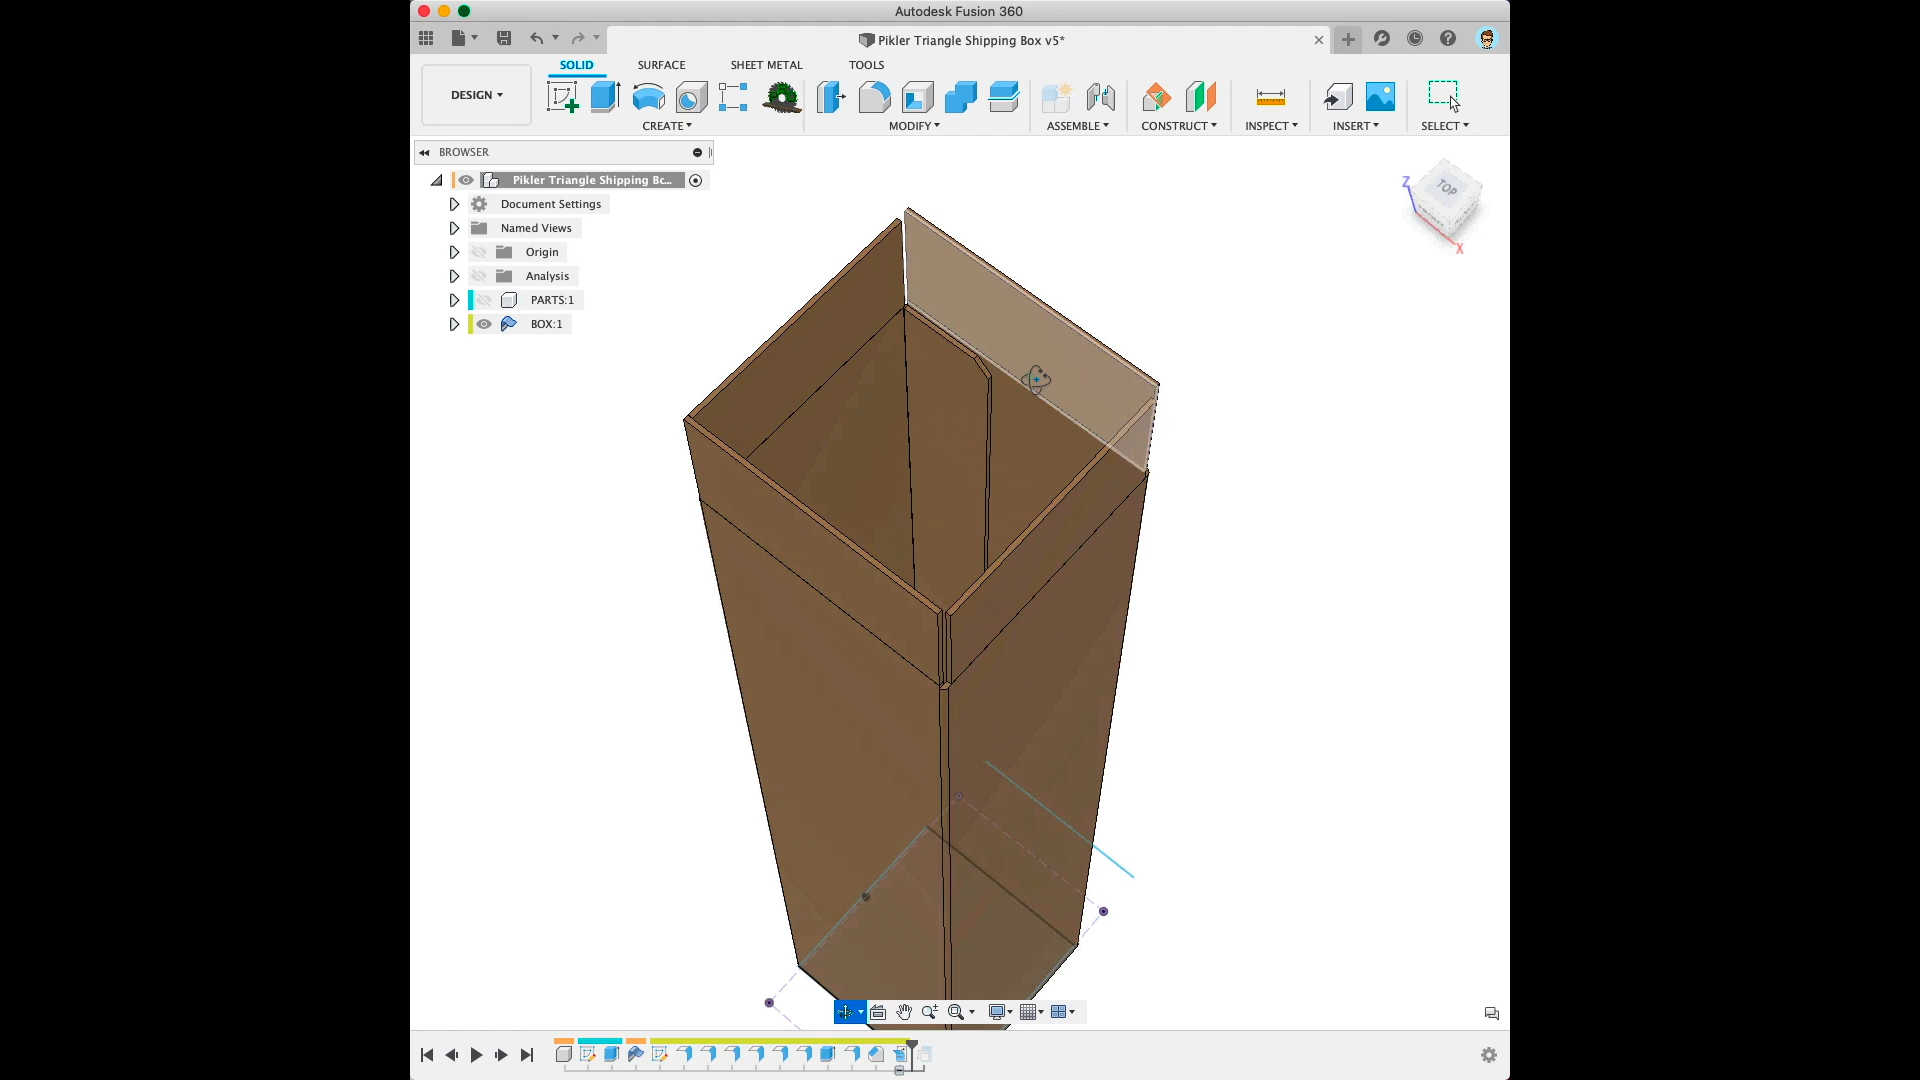 Autodesk Fusion 360
Pikler Triangle Shipping Box v5*
SOLID SURFACE SHEET METAL TOOLS
DESIGN
CREATE MODIFY ASSEMBLE CONSTRUCT INSPECT INSERT SELECT
BROWSER
Pikler Triangle Shipping Bc...
Document Settings
Named Views
Origin
Analysis
PARTS:1
BOX:1
TOP
Z
X